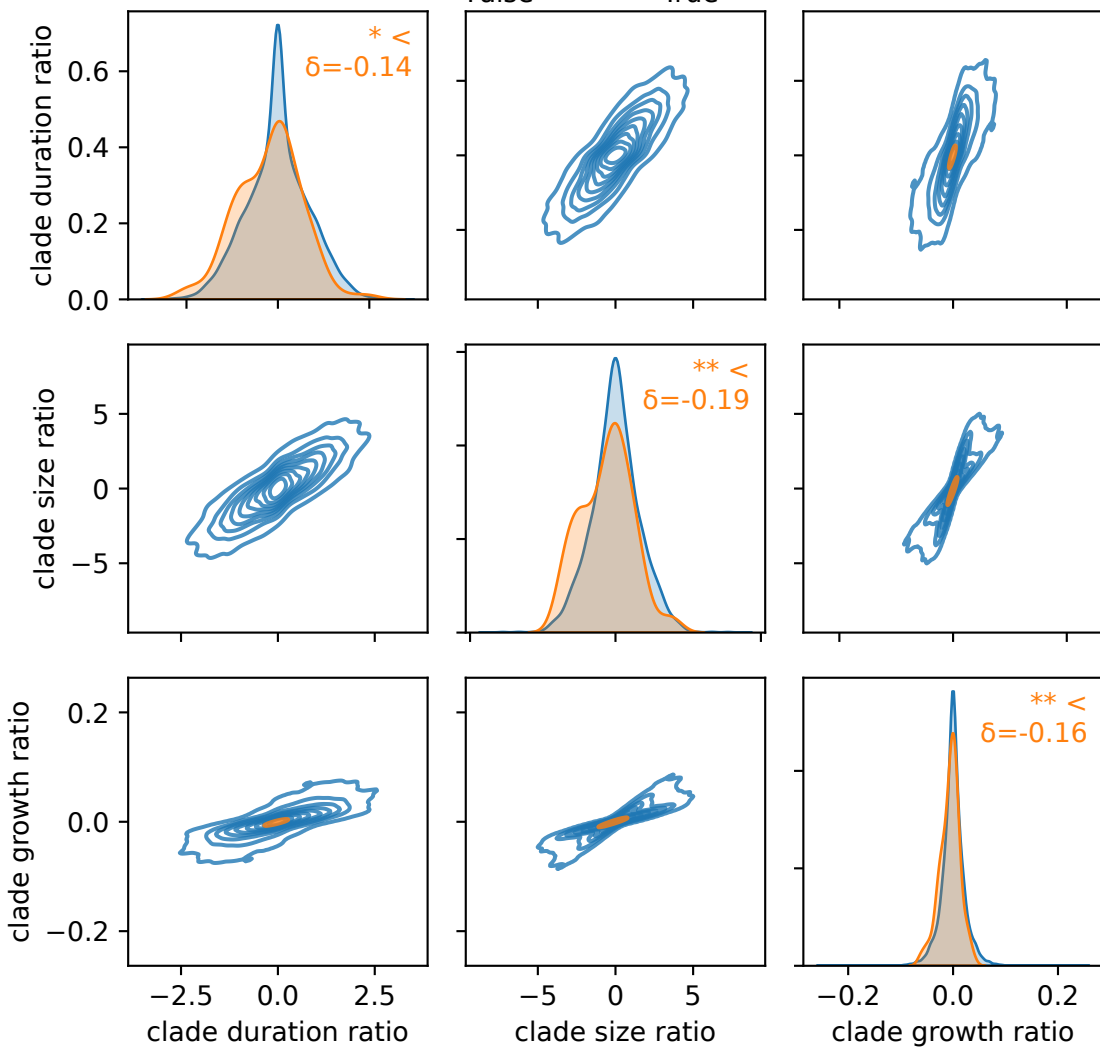 clade duration ratio
0.6
0.4
0.2
0.0
* <
δ=-0.14
clade size ratio
5
0
−5
** <
δ=-0.19
clade growth ratio
0.2
0.0
−0.2
** <
δ=-0.16
−2.5 0.0 2.5
clade duration ratio
−5 0 5
clade size ratio
−0.2 0.0 0.2
clade growth ratio